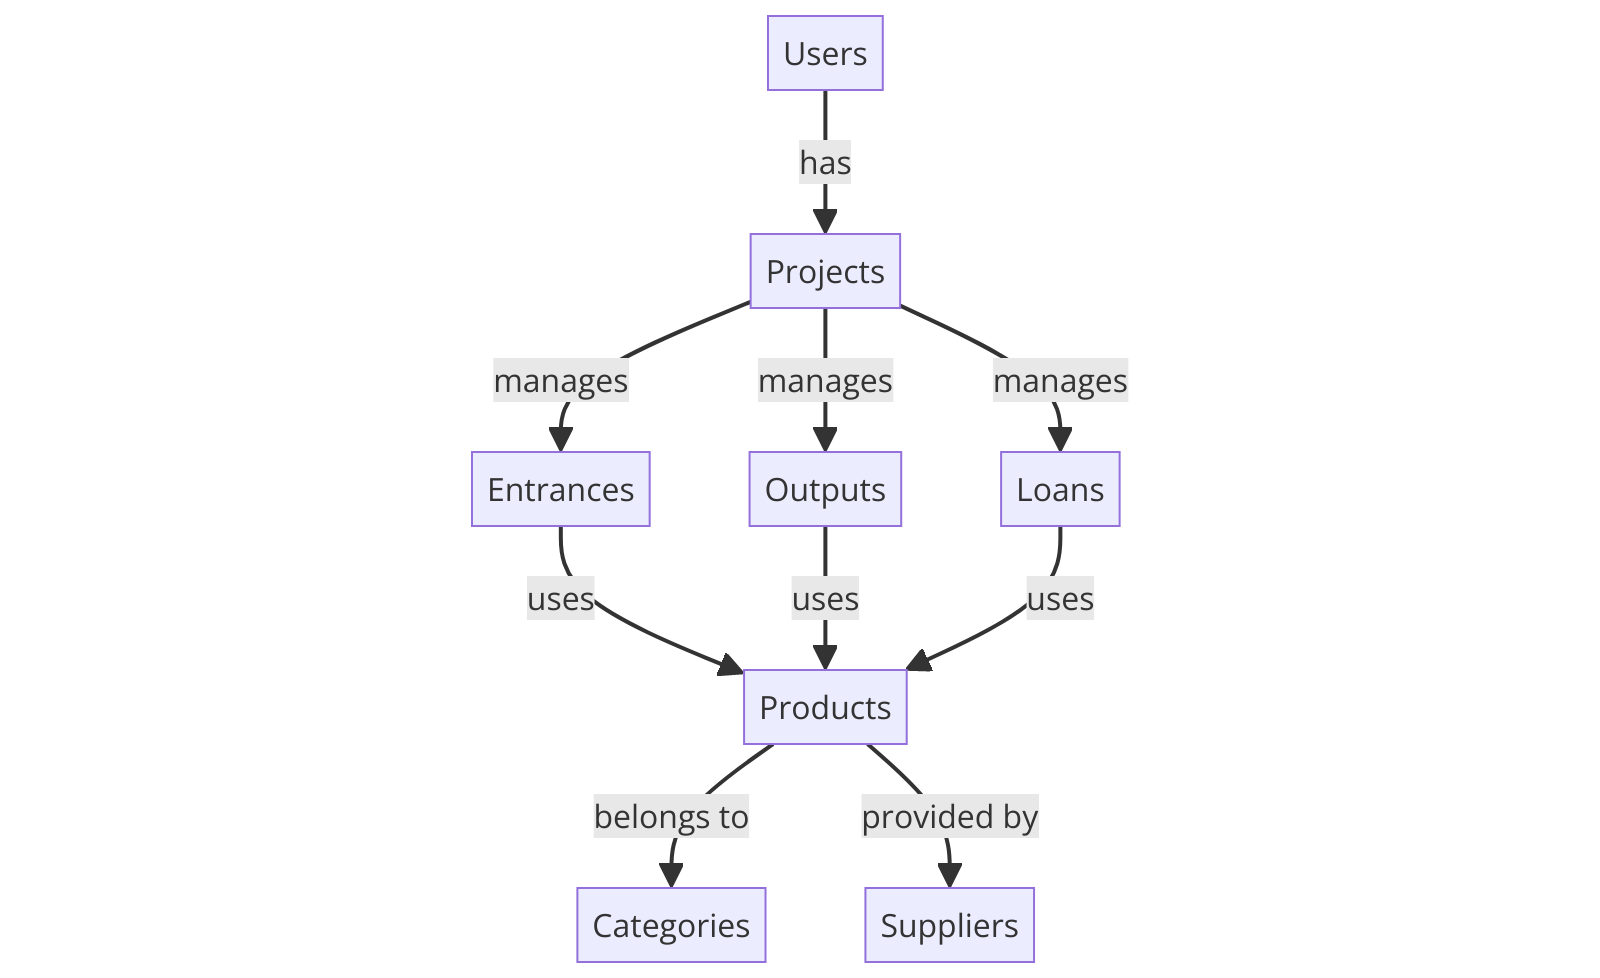 Users
has
Projects
manages
manages
manages
Entrances
Outputs
Loans
uses
uses
uses
Products
belongs to
provided by
Categories
Suppliers